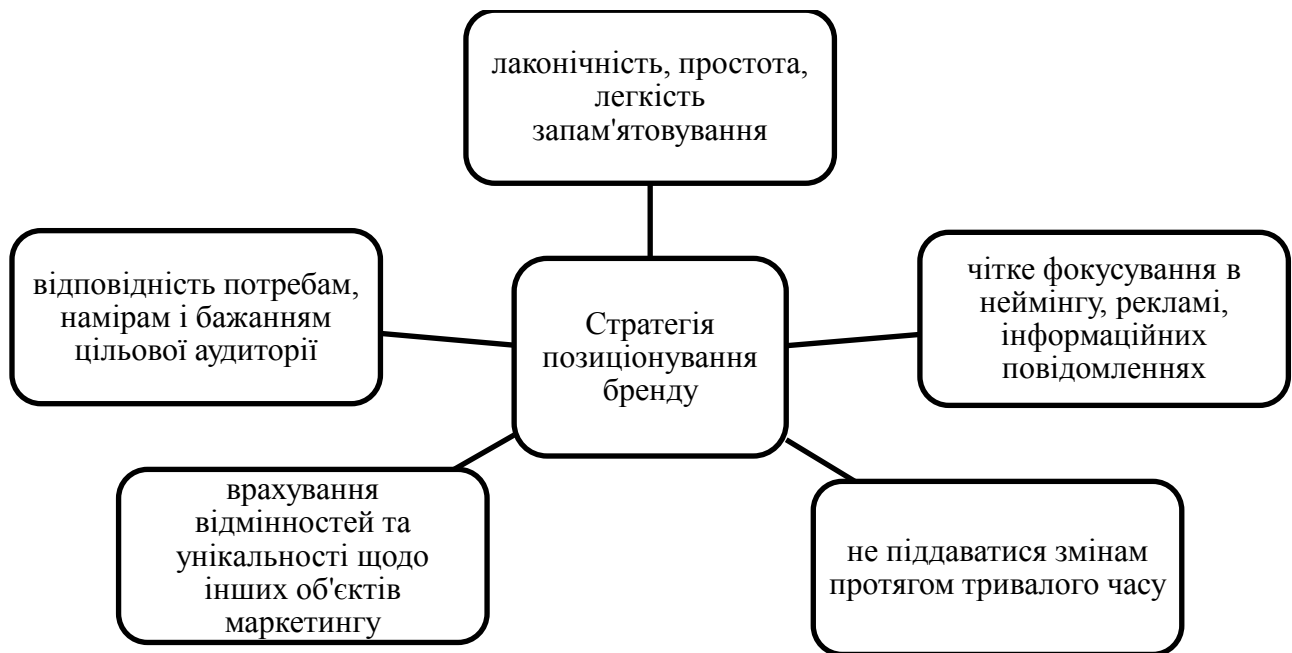 лаконічність, простота,
легкість
запам'ятовування
відповідність потребам,
намірам і бажанням
цільової аудиторії
Стратегія
позиціонування
бренду
чітке фокусування в
неймінгу, рекламі,
інформаційних
повідомленнях
врахування
відмінностей та
унікальності щодо
інших об'єктів
маркетингу
не піддаватися змінам
протягом тривалого часу